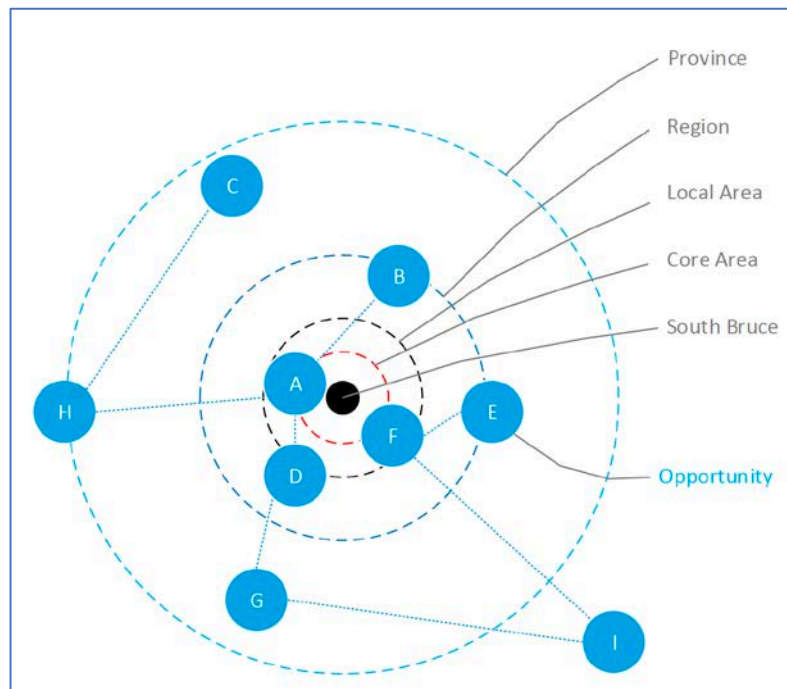 Province
Region
Local Area
Core Area
South Bruce
Opportunity
C
B
A
H
F
E
D
G
I